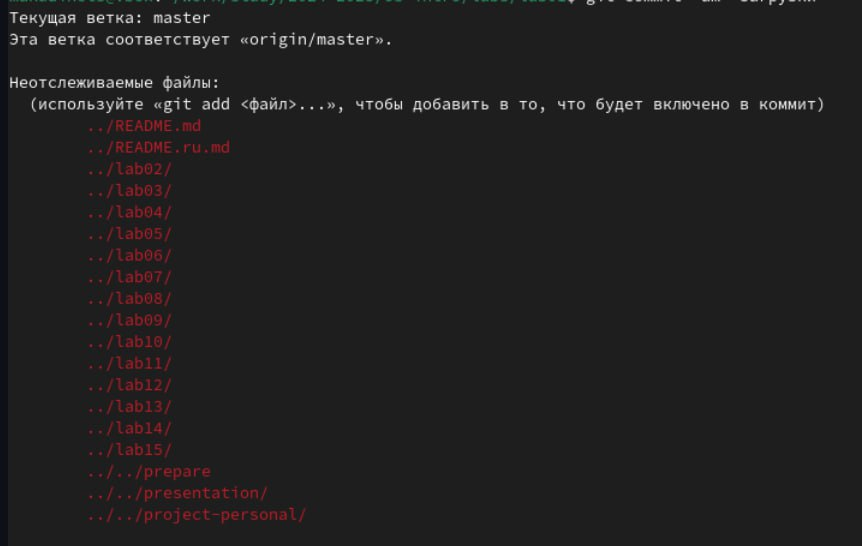 Текущая ветка: master
Эта ветка соответствует «origin/master».
Неотслеживаемые файлы:
(используйте «git add <файл>...», чтобы добавить в то, что будет включено в коммит)
../README.md
../README.ru.md
../lab02/
../lab03/
../lab04/
../lab05/
../lab06/
../lab07/
../lab08/
../lab09/
../lab10/
../lab11/
../lab12/
../lab13/
../lab14/
../lab15/
../../prepare
../../presentation/
../../project-personal/